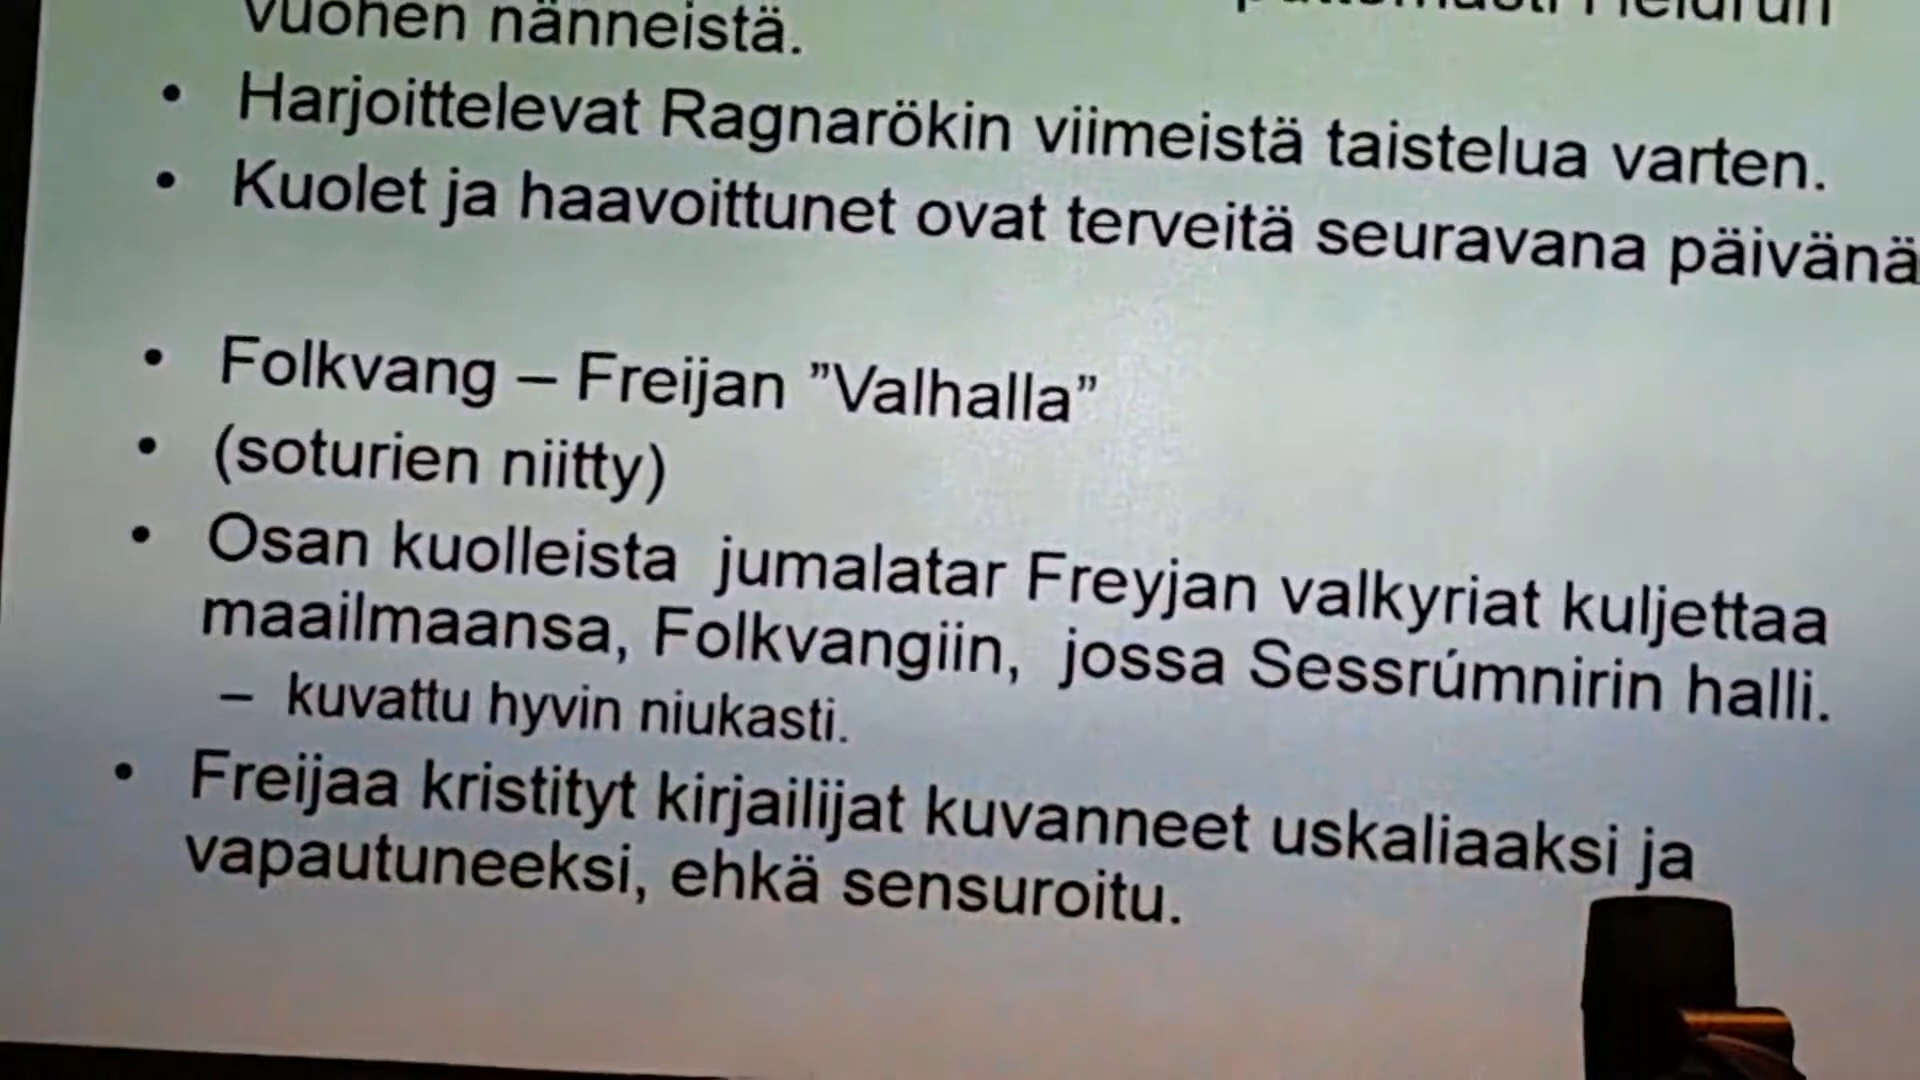 vuohen nänneistä.
• Harjoittelevat Ragnarökin viimeistä taistelua varten.
• Kuolet ja haavoittunet ovat terveitä seuravana päivänä
• Folkvang – Freijan ”Valhalla”
• (soturien niitty)
• Osan kuolleista jumalatar Freyjan valkyriat kuljettaa
maailmaansa, Folkvangiin, jossa Sessrúmnirin halli.
– kuvattu hyvin niukasti.
• Freijaa kristityt kirjailijat kuvanneet uskaliaaksi ja
vapautuneeksi, ehkä sensuroitu.